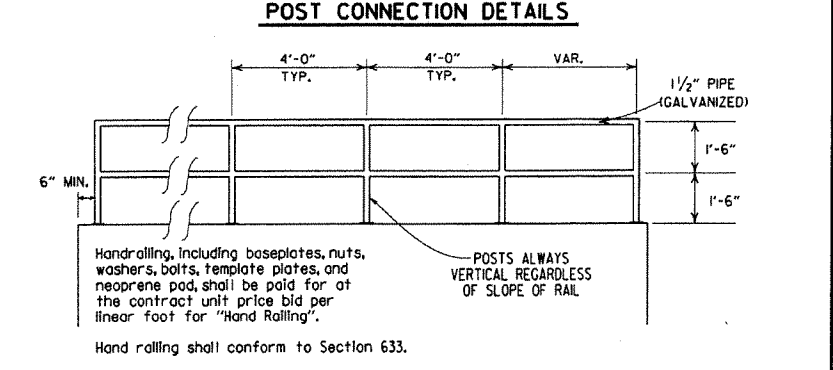 POST CONNECTION DETAILS
4'-0"
TYP.
4'-0"
TYP.
VAR.
1 1/2" PIPE
(GALVANIZED)
1'-6"
1'-6"
6" MIN.
Handrailing, including baseplates, nuts,
washers, bolts, template plates, and
neoprene pad, shall be paid for at
the contract unit price bid per
linear foot for "Hand Railing".
POSTS ALWAYS
VERTICAL REGARDLESS
OF SLOPE OF RAIL
Hand railing shall conform to Section 633.